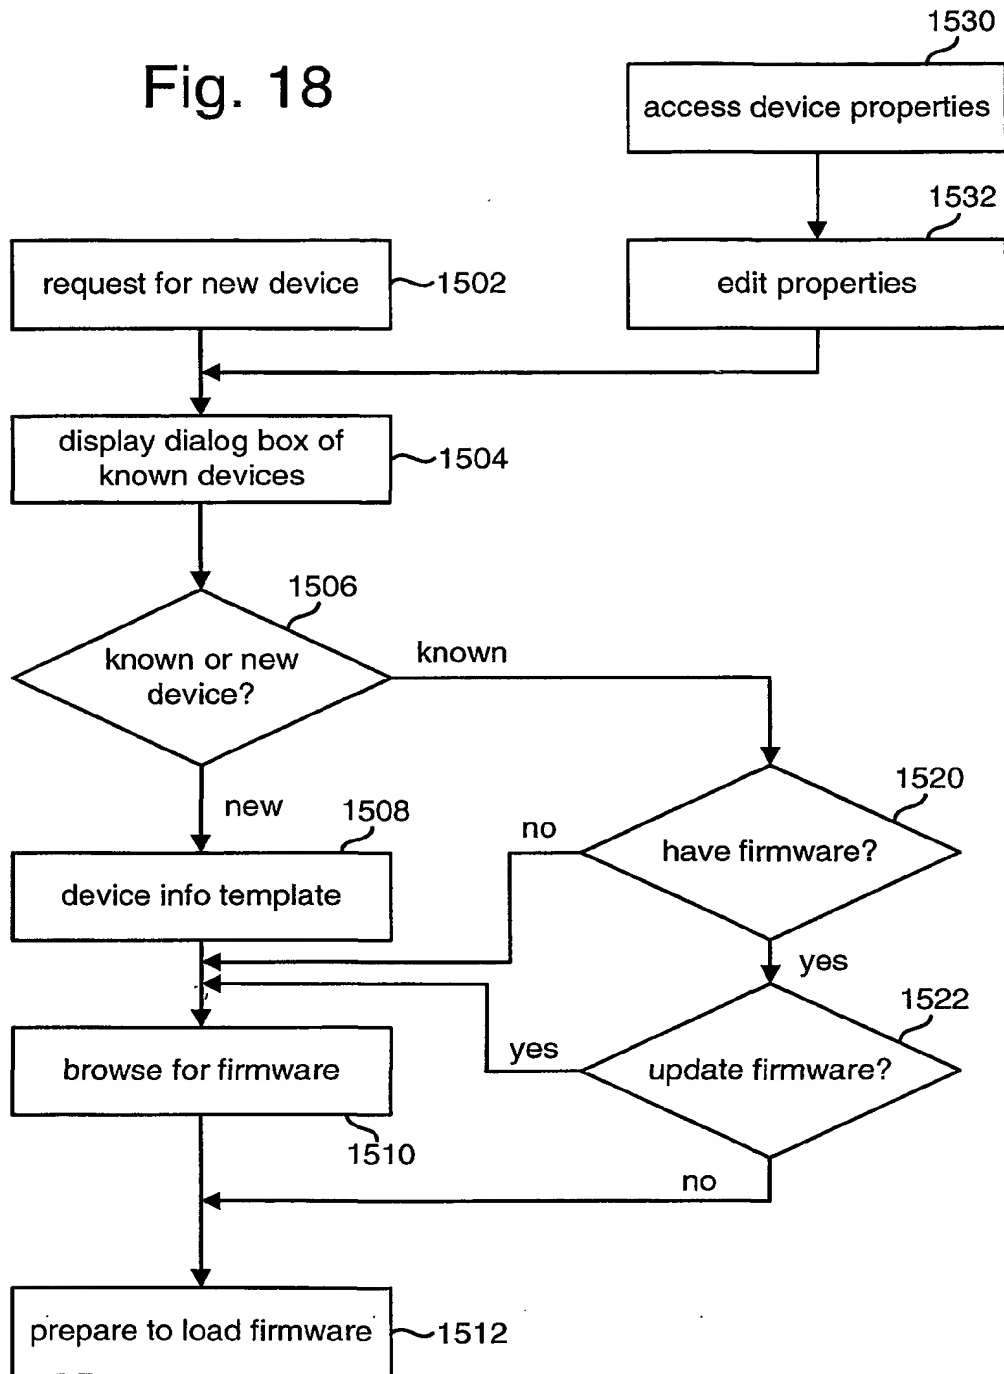 Fig. 18
1530
access device properties
1532
edit properties
request for new device
1502
display dialog box of
known devices
1504
1506
known or new
device?
known
new
1508
device info template
1520
have firmware?
no
yes
1522
update firmware?
yes
browse for firmware
1510
no
prepare to load firmware
1512